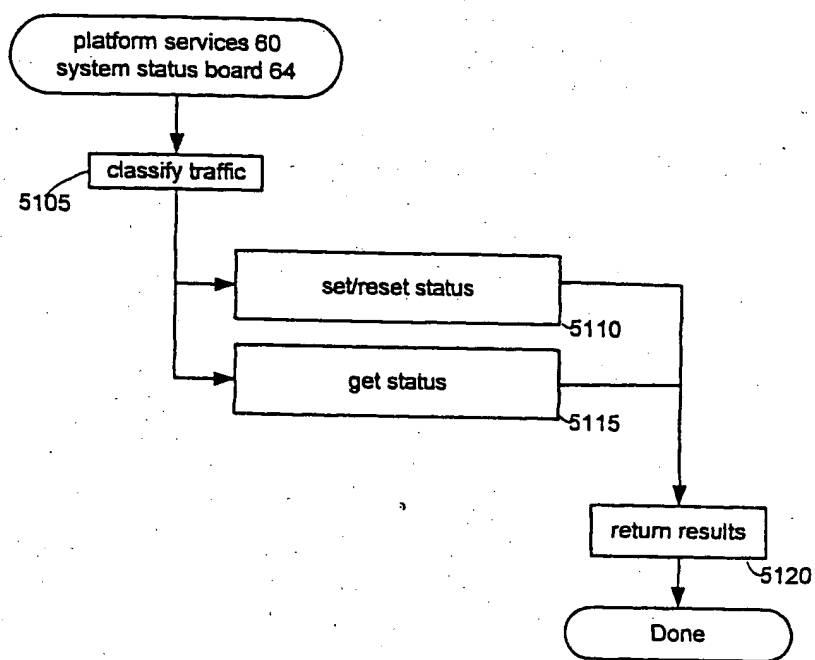 platform services 60
system status board 64
classify traffic
5105
set/reset status
5110
get status
5115
return results
5120
Done